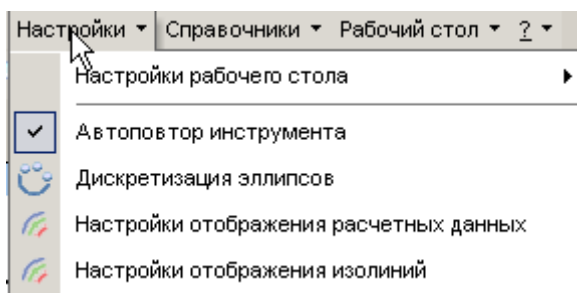 Настройки Справочники Рабочий стол ?
Настройки рабочего стола
Автоповтор инструмента
Дискретизация эллипсов
Настройки отображения расчетных данных
Настройки отображения изолиний